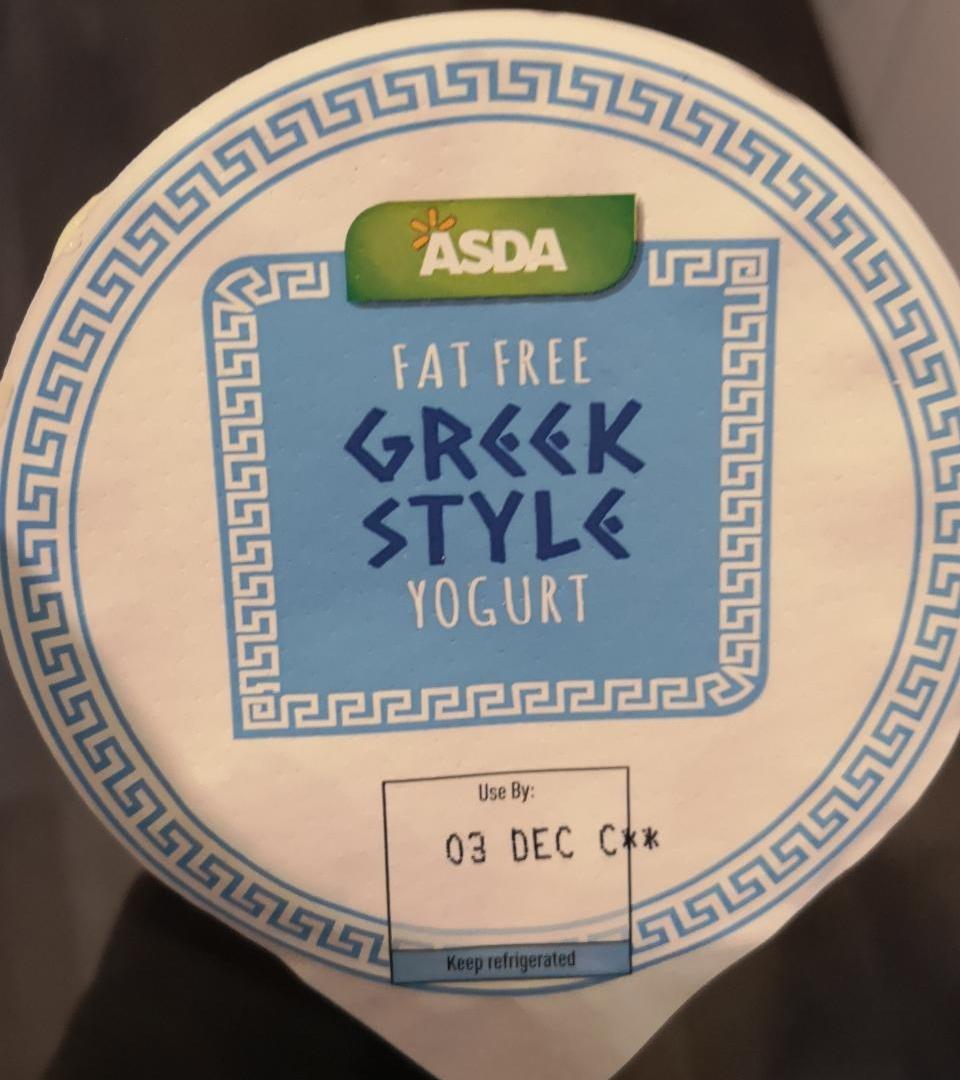 ASDA
FAT FREE
GREEK
STYLE
YOGURT
Use By:
03 DEC C**
Keep refrigerated